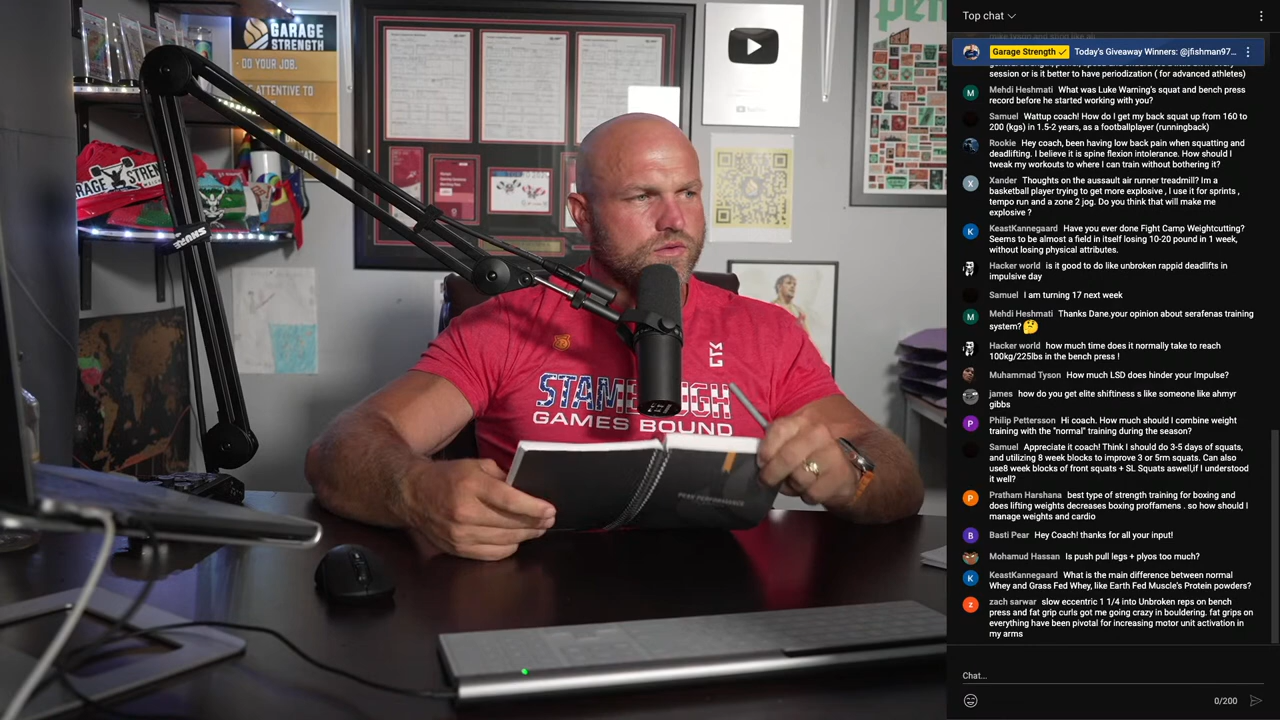 GARAGE
STRENGTH
- DO YOUR JOB.
ATTENTIVE TO
SHURE
STAMBOUGH
GAMES BOUND
PEAK PERFORMANCE
Top chat
Garage Strength Today's Giveaway Winners: @jfishman97...
session or is it better to have periodization ( for advanced athletes)
M Mehdi Heshmati What was Luke Warning's squat and bench press
record before he started working with you?
Samuel Wattup coach! How do I get my back squat up from 160 to
200 (kgs) in 1.5-2 years, as a footballplayer (runningback)
Rookie Hey coach, been having low back pain when squatting and
deadlifting. I believe it is spine flexion intolerance. How should I
tweak my workouts to where I can train without bothering it?
X Xander Thoughts on the aussault air runner treadmill? Im a
basketball player trying to get more explosive , I use it for sprints ,
tempo run and a zone 2 jog. Do you think that will make me
explosive ?
K KeastKannegaard Have you ever done Fight Camp Weightcutting?
Seems to be almost a field in itself losing 10-20 pound in 1 week,
without losing physical attributes.
Hacker world is it good to do like unbroken rappid deadlifts in
impulsive day
Samuel I am turning 17 next week
M Mehdi Heshmati Thanks Dane.your opinion about serafenas training
system? 🤔
Hacker world how much time does it normally take to reach
100kg/225lbs in the bench press !
Muhammad Tyson How much LSD does hinder your Impulse?
james how do you get elite shiftiness s like someone like ahmyr
gibbs
P Philip Pettersson Hi coach. How much should I combine weight
training with the "normal" training during the season?
Samuel Appreciate it coach! Think I should do 3-5 days of squats,
and utilizing 8 week blocks to improve 3 or 5rm squats. Can also
use8 week blocks of front squats + SL Squats aswell,if I understood
it well?
P Pratham Harshana best type of strength training for boxing and
does lifting weights decreases boxing proffamens . so how should I
manage weights and cardio
B Basti Pear Hey Coach! thanks for all your input!
Mohamud Hassan Is push pull legs + plyos too much?
K KeastKannegaard What is the main difference between normal
Whey and Grass Fed Whey, like Earth Fed Muscle's Protein powders?
z zach sarwar slow eccentric 1 1/4 into Unbroken reps on bench
press and fat grip curls got me going crazy in bouldering. fat grips on
everything have been pivotal for increasing motor unit activation in
my arms
Chat...
0/200